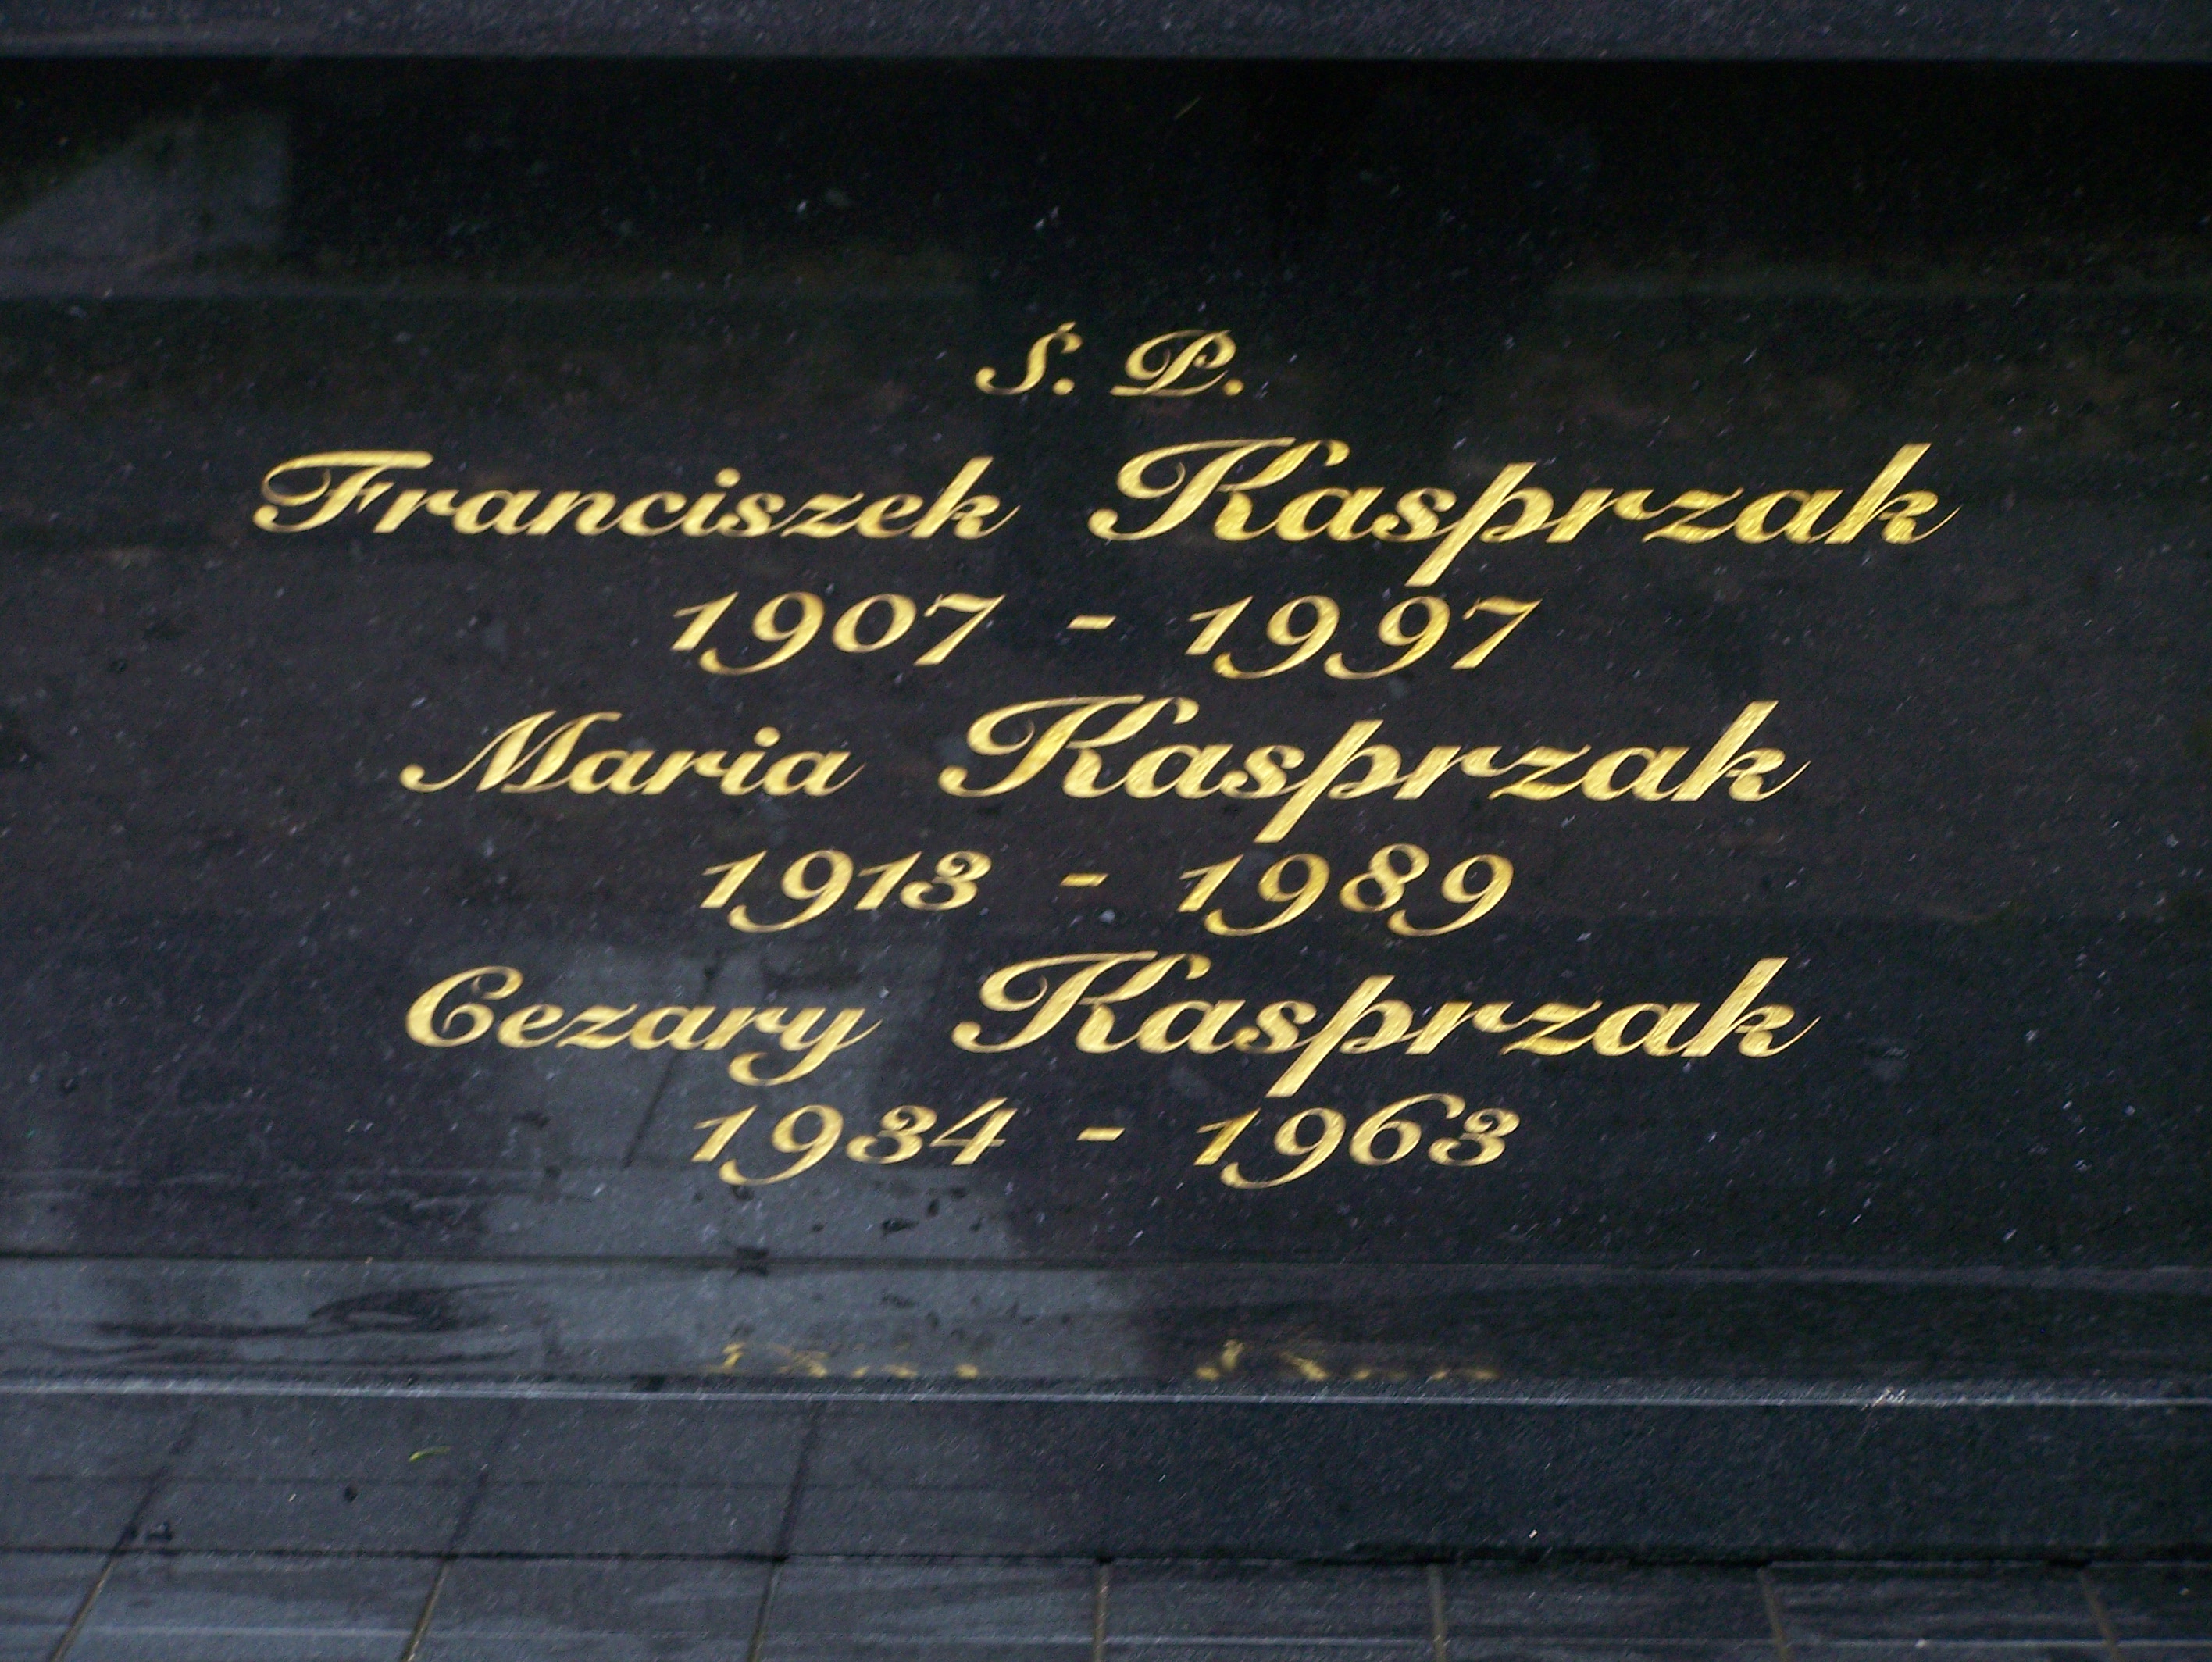 Ś. P.
Franciszek Kasprzak
1907 - 1997
Maria Kasprzak
1913 - 1989
Cezary Kasprzak
1934 - 1963